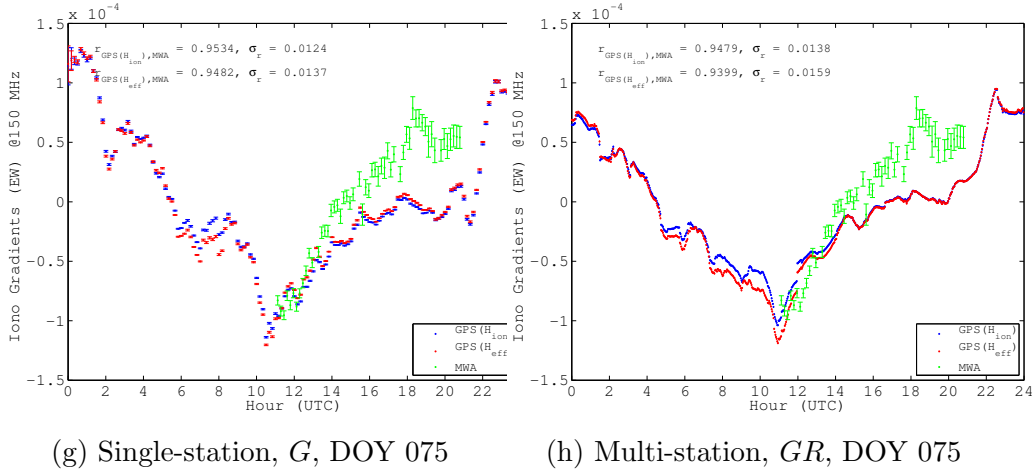 x 10⁻⁴
1.5
1
0.5
0
−0.5
−1
−1.5
Iono Gradients (EW) @150 MHz
r_GPS(H_ion),MWA = 0.9534, σ_r = 0.0124
r_GPS(H_eff),MWA = 0.9482, σ_r = 0.0137
GPS(H_ion
GPS(H_eff
MWA
0 2 4 6 8 10 12 14 16 18 20 22
Hour (UTC)
(g) Single-station, G, DOY 075
x 10⁻⁴
1.5
1
0.5
0
−0.5
−1
−1.5
Iono Gradients (EW) @150 MHz
r_GPS(H_ion),MWA = 0.9479, σ_r = 0.0138
r_GPS(H_eff),MWA = 0.9399, σ_r = 0.0159
GPS(H_ion)
GPS(H_eff)
MWA
0 2 4 6 8 10 12 14 16 18 20 22 24
Hour (UTC)
(h) Multi-station, GR, DOY 075